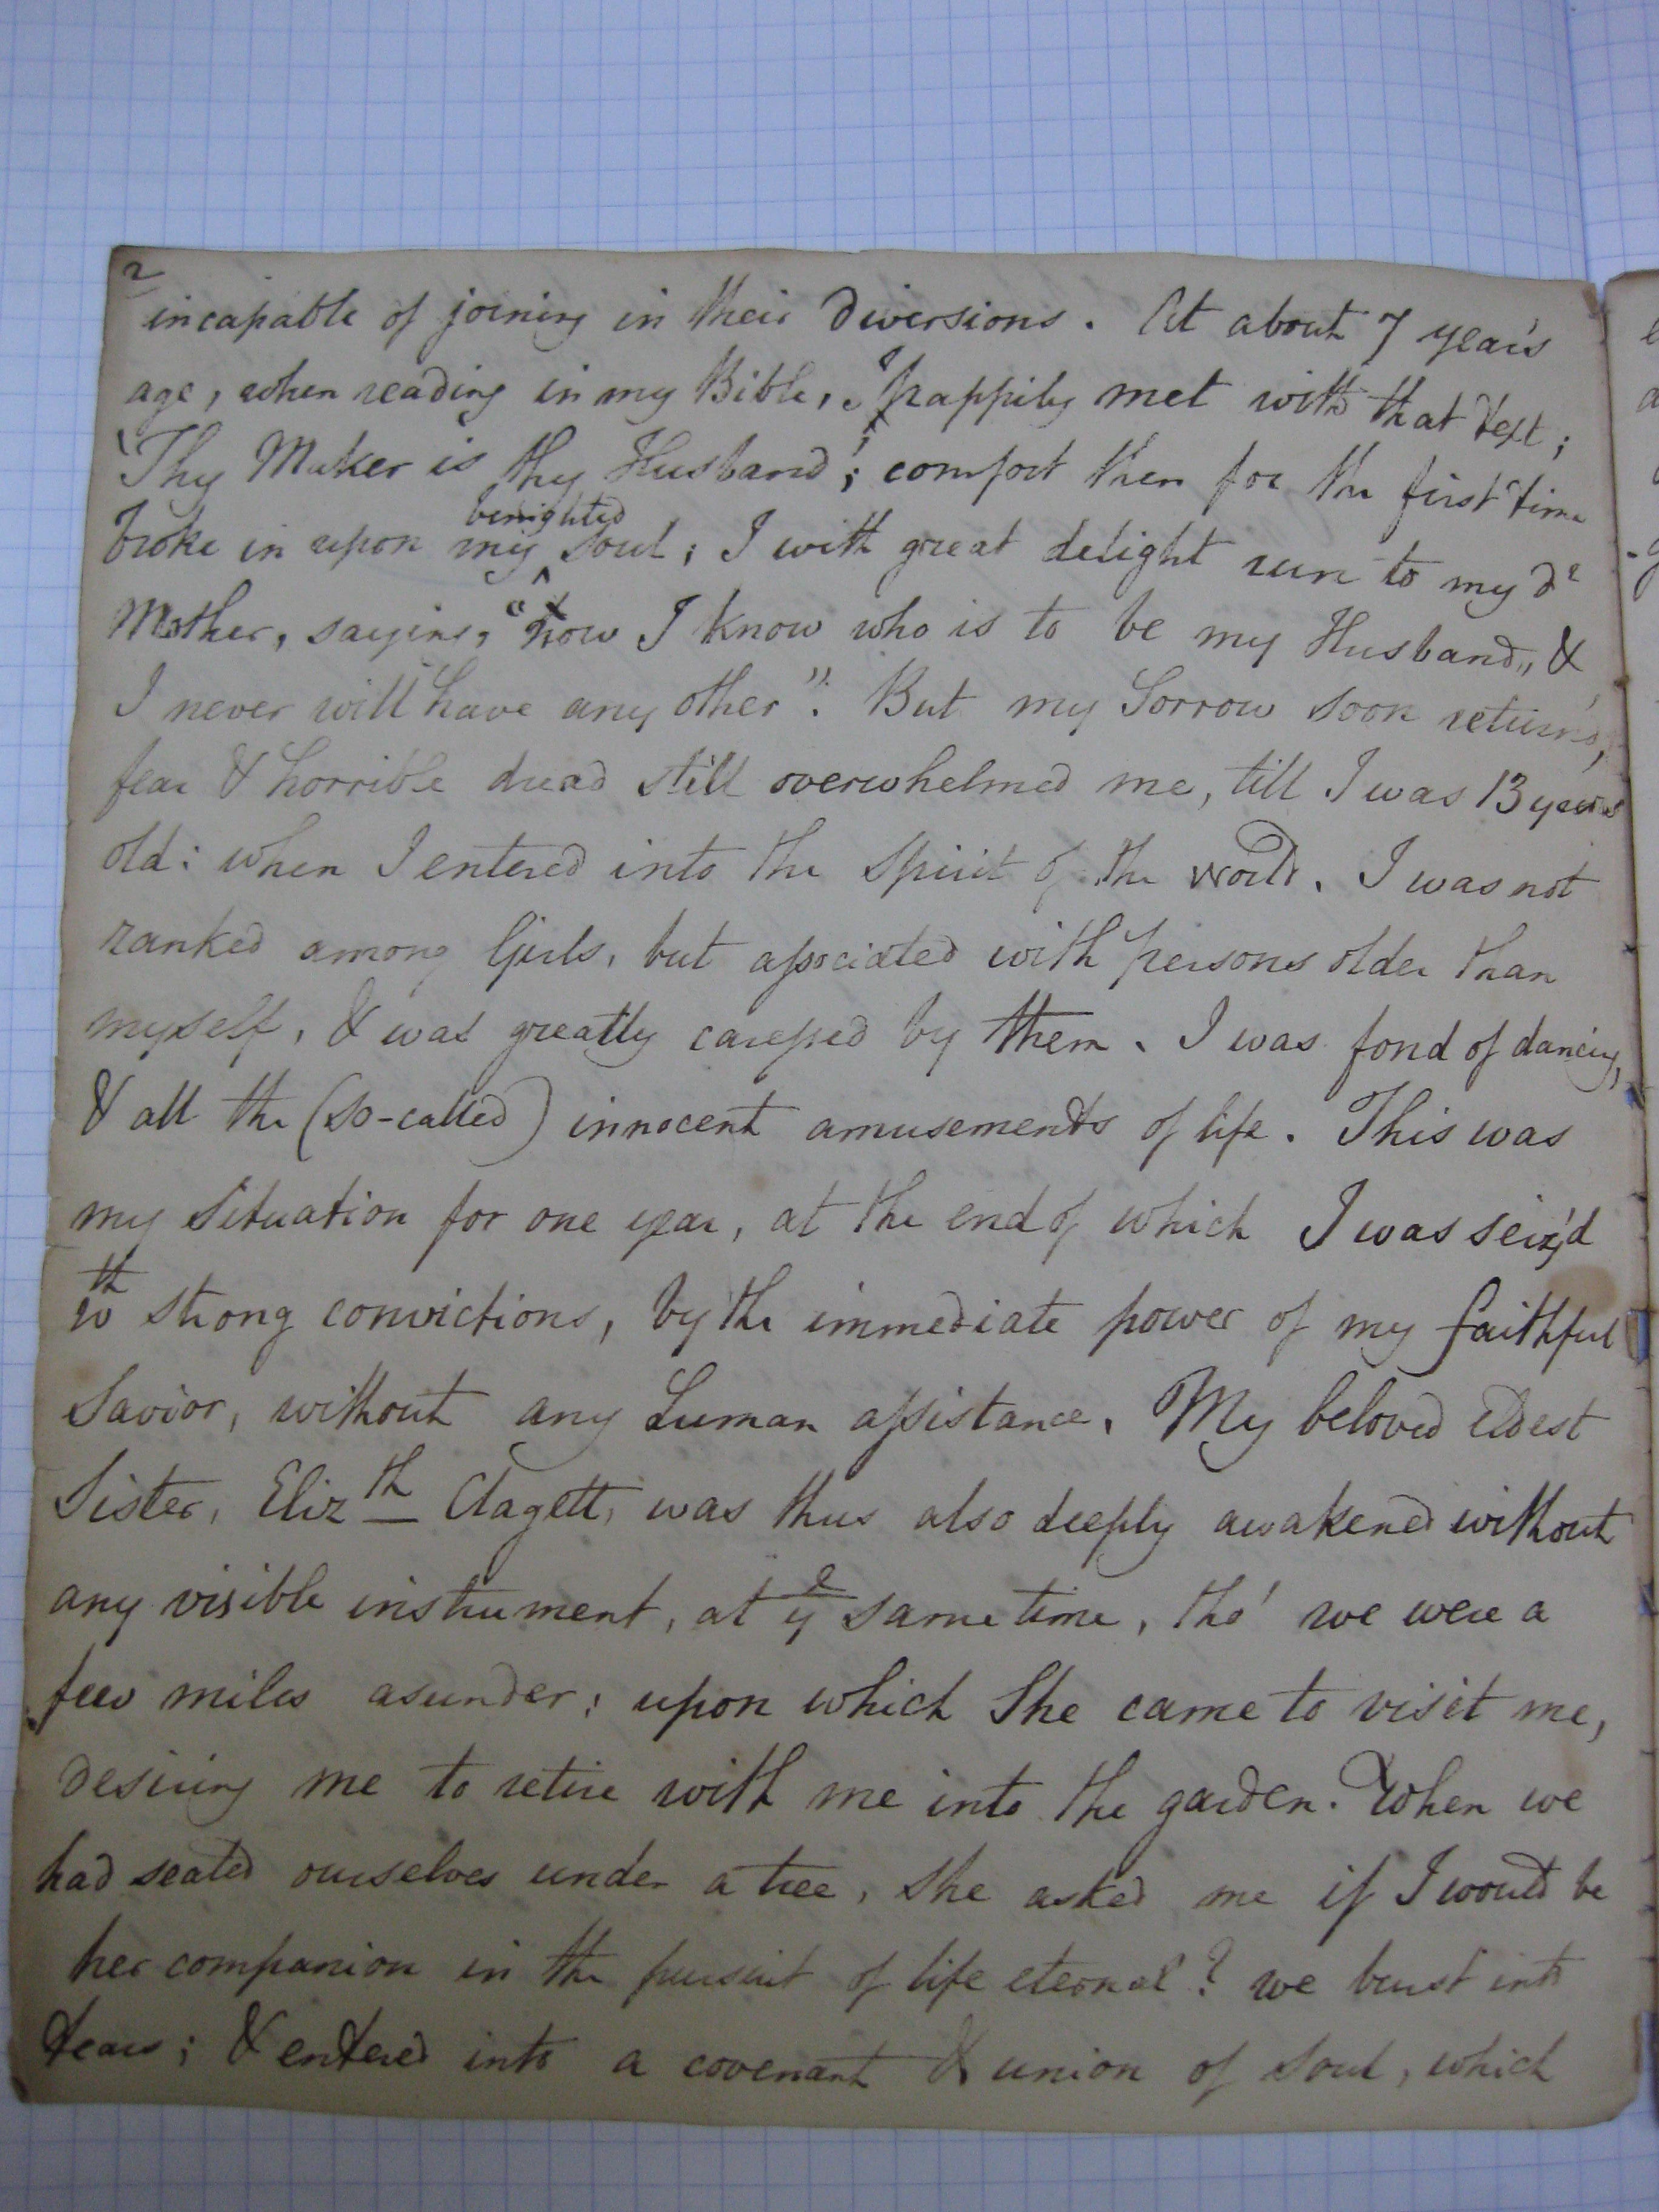 2
incapable of joining in their diversions. At about 7 year's
age, when reading in my Bible, I happily met with that text;
'Thy Maker is thy Husband'; comfort then for the first time
broke in upon my benighted soul; I with great delight run to my dr
Mother, saying, "now I know who is to be my Husband,, &
I never will have any other". But my Sorrow soon return'd,
fear & horrible dread still overwhelmed me, till I was 13 years
old: when I entered into the Spirit of the world. I was not
ranked among Girls, but associated with persons older than
myself, & was greatly caressed by them. I was fond of dancing,
& all the (so-called) innocent amusements of life. This was
my situation for one year, at the end of which I was seiz'd
wth strong convictions, by the immediate power of my faithful
Savior, without any human assistance. My beloved Eldest
Sister, Elizth Clagett, was thus also deeply awakened without
any visible instrument, at ye same time, tho' we were a
few miles asunder; upon which She came to visit me,
desiring me to retire with me into the garden. When we
had seated ourselves under a tree, she asked me if I would be
her companion in the pursuit of life eternal? we burst into
tears; & entered into a covenant & union of soul, which